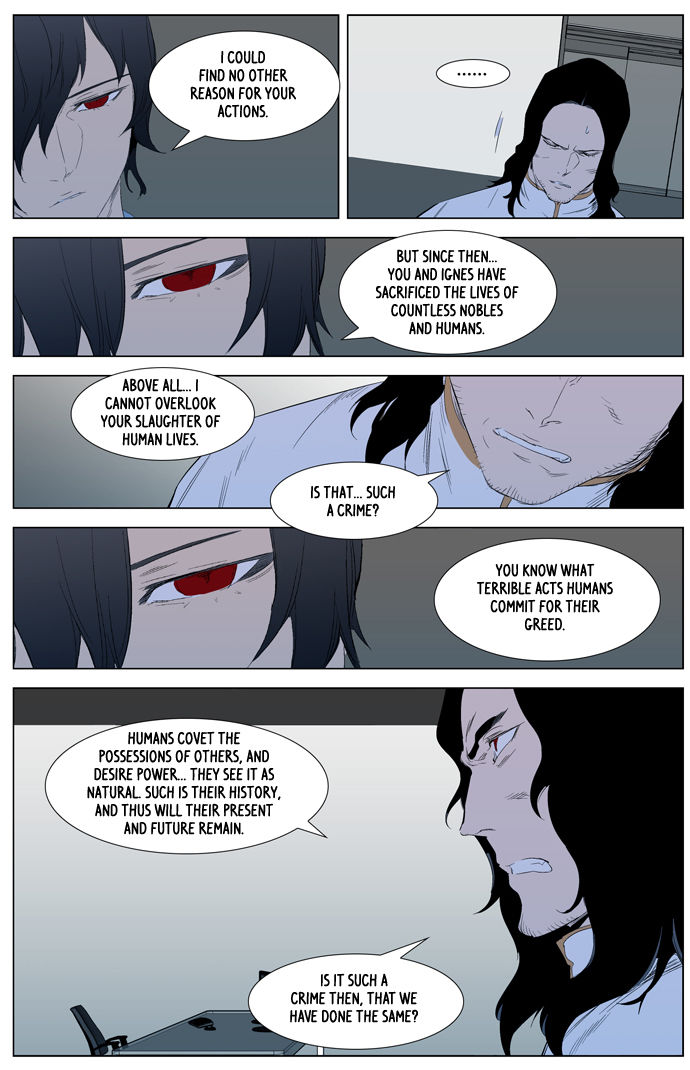 I COULD
FIND NO OTHER
REASON FOR YOUR
ACTIONS.
......
BUT SINCE THEN...
YOU AND IGNES HAVE
SACRIFICED THE LIVES OF
COUNTLESS NOBLES
AND HUMANS.
ABOVE ALL... I
CANNOT OVERLOOK
YOUR SLAUGHTER OF
HUMAN LIVES.
IS THAT... SUCH
A CRIME?
YOU KNOW WHAT
TERRIBLE ACTS HUMANS
COMMIT FOR THEIR
GREED.
HUMANS COVET THE
POSSESSIONS OF OTHERS, AND
DESIRE POWER... THEY SEE IT AS
NATURAL. SUCH IS THEIR HISTORY,
AND THUS WILL THEIR PRESENT
AND FUTURE REMAIN.
IS IT SUCH A
CRIME THEN, THAT WE
HAVE DONE THE SAME?